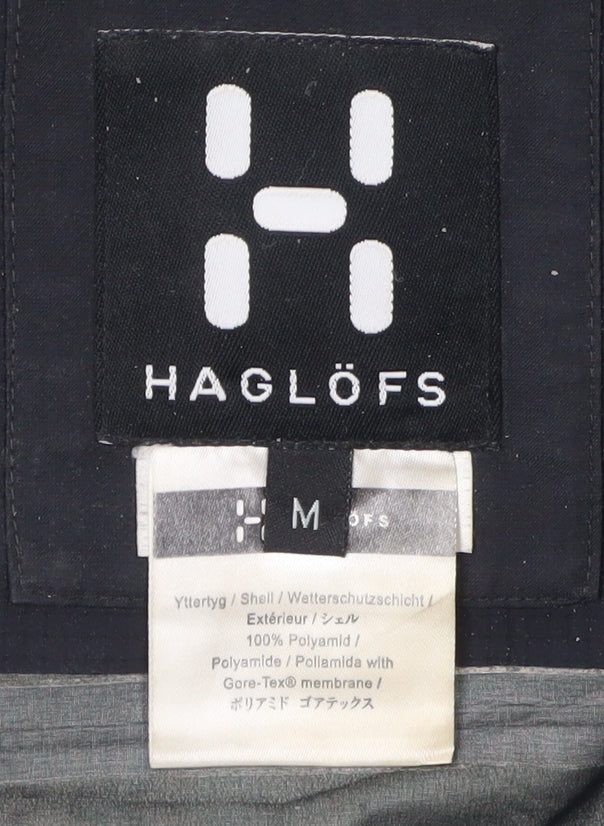 HAGLÖFS
M
ÖFS
Yttertyg / Shell / Wetterschutzschicht /
Extérieur / シェル
100% Polyamid /
Polyamide / Poliamida with
Gore-Tex® membrane /
ポリアミド ゴアテックス